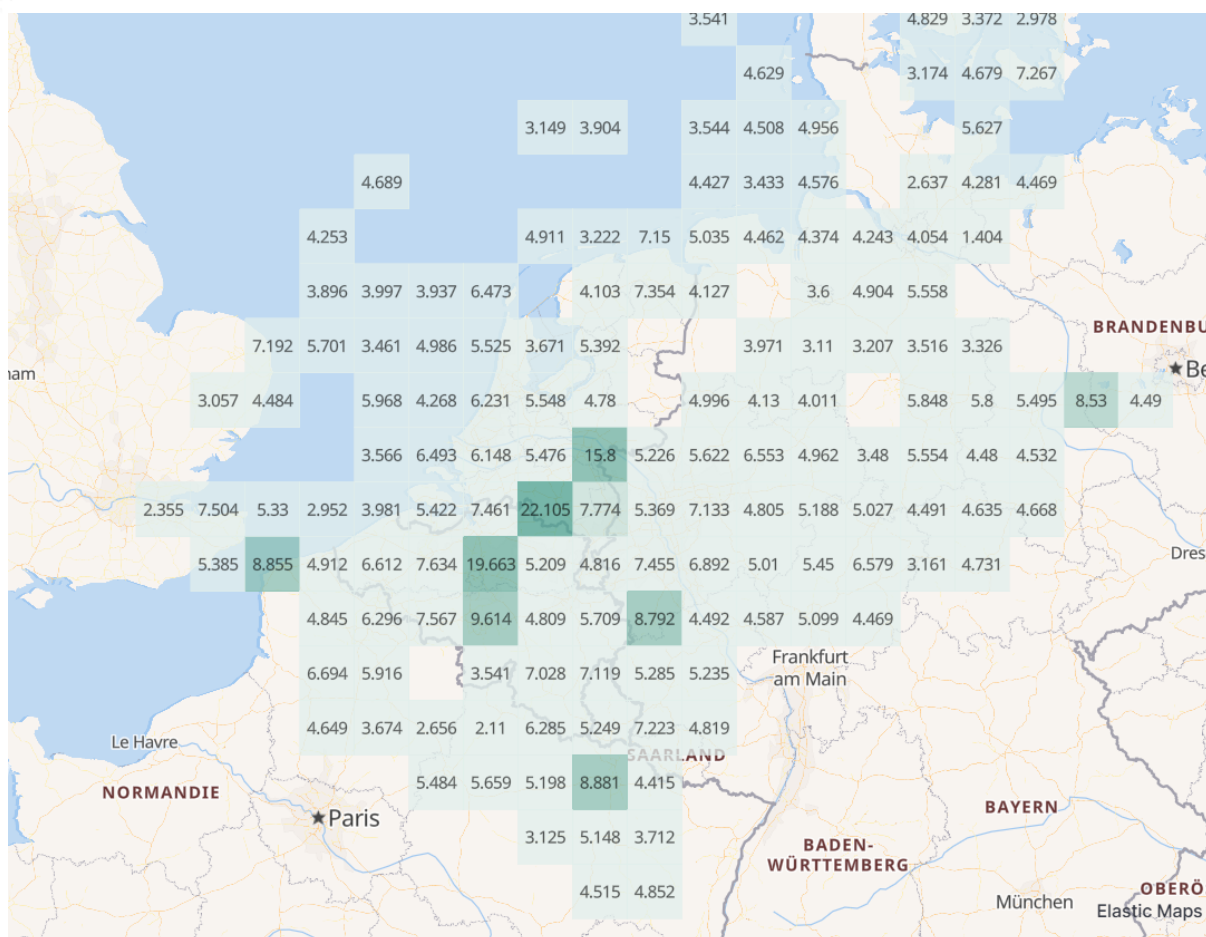 3.541 4.829 3.372 2.978
4.629 3.174 4.679 7.267
3.149 3.904 3.544 4.508 4.956 5.627
4.689 4.427 3.433 4.576 2.637 4.281 4.469
4.253 4.911 3.222 7.15 5.035 4.462 4.374 4.243 4.054 1.404
3.896 3.997 3.937 6.473 4.103 7.354 4.127 3.6 4.904 5.558
BRANDENBU
7.192 5.701 3.461 4.986 5.525 3.671 5.392 3.971 3.11 3.207 3.516 3.326
am ★Be
3.057 4.484 5.968 4.268 6.231 5.548 4.78 4.996 4.13 4.011 5.848 5.8 5.495 8.53 4.49
3.566 6.493 6.148 5.476 15.8 5.226 5.622 6.553 4.962 3.48 5.554 4.48 4.532
2.355 7.504 5.33 2.952 3.981 5.422 7.461 22.105 7.774 5.369 7.133 4.805 5.188 5.027 4.491 4.635 4.668
Dres
5.385 8.855 4.912 6.612 7.634 19.663 5.209 4.816 7.455 6.892 5.01 5.45 6.579 3.161 4.731
4.845 6.296 7.567 9.614 4.809 5.709 8.792 4.492 4.587 5.099 4.469
Frankfurt
am Main
6.694 5.916 3.541 7.028 7.119 5.285 5.235
4.649 3.674 2.656 2.11 6.285 5.249 7.223 4.819
Le Havre
SAARLAND
5.484 5.659 5.198 8.881 4.415
NORMANDIE
BAYERN
★Paris
3.125 5.148 3.712
BADEN-
WÜRTTEMBERG
4.515 4.852
OBERÖ
München
Elastic Maps